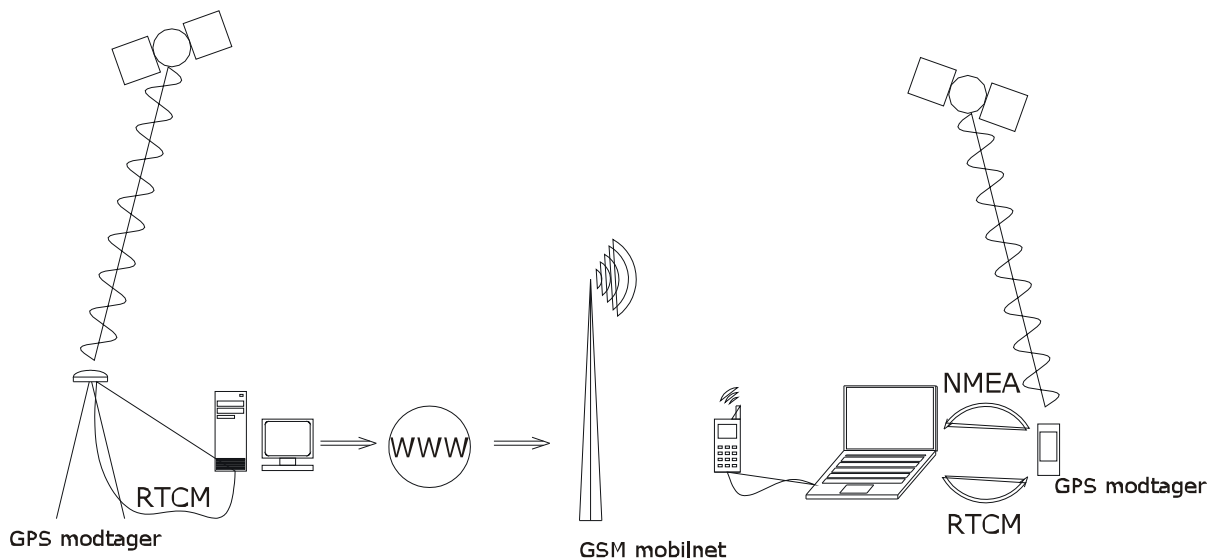 WWW
NMEA
RTCM
GPS modtager
GPS modtager
RTCM
GSM mobilnet